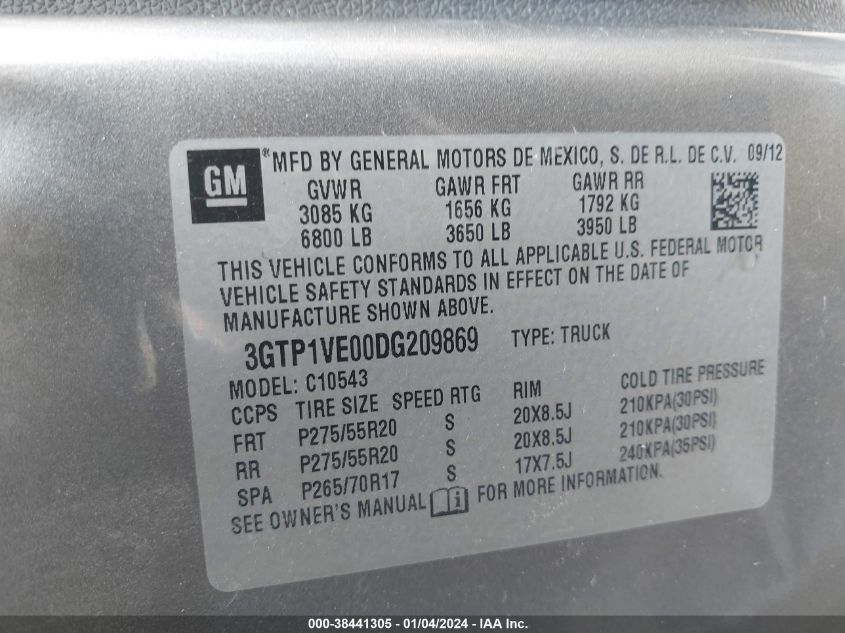 GM
*MFD BY GENERAL MOTORS DE MEXICO, S. DE R.L. DE C.V. 09/12
GVWR GAWR FRT GAWR RR
3085 KG 1656 KG 1792 KG
6800 LB 3650 LB 3950 LB
THIS VEHICLE CONFORMS TO ALL APPLICABLE U.S. FEDERAL MOTOR
VEHICLE SAFETY STANDARDS IN EFFECT ON THE DATE OF
MANUFACTURE SHOWN ABOVE.
3GTP1VE00DG209869 TYPE: TRUCK
MODEL: C10543
CCPS TIRE SIZE SPEED RTG RIM COLD TIRE PRESSURE
FRT P275/55R20 S 20X8.5J 210KPA(30PSI)
RR P275/55R20 S 20X8.5J 210KPA(30PSI)
SPA P265/70R17 S 17X7.5J 240KPA(35PSI)
SEE OWNER'S MANUAL i FOR MORE INFORMATION.
000-38441305 - 01/04/2024 - IAA Inc.